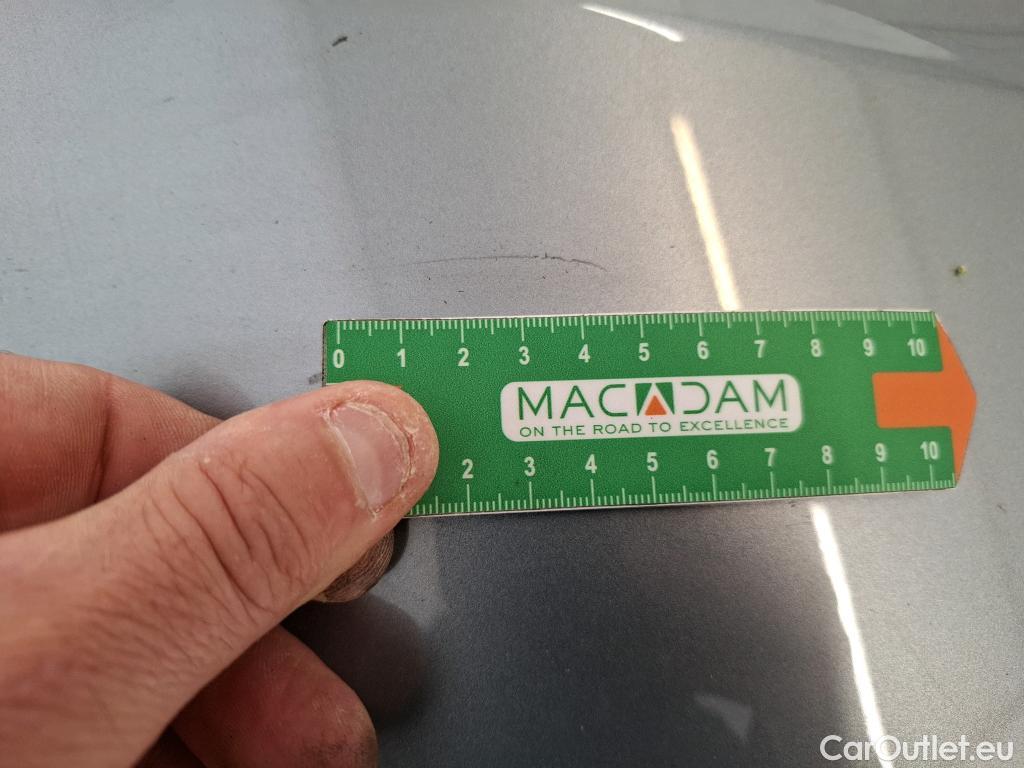 0 1 2 3 4 5 6 7 8 9 10
MACADAM
ON THE ROAD TO EXCELLENCE
2 3 4 5 6 7 8 9 10
CarOutlet.eu